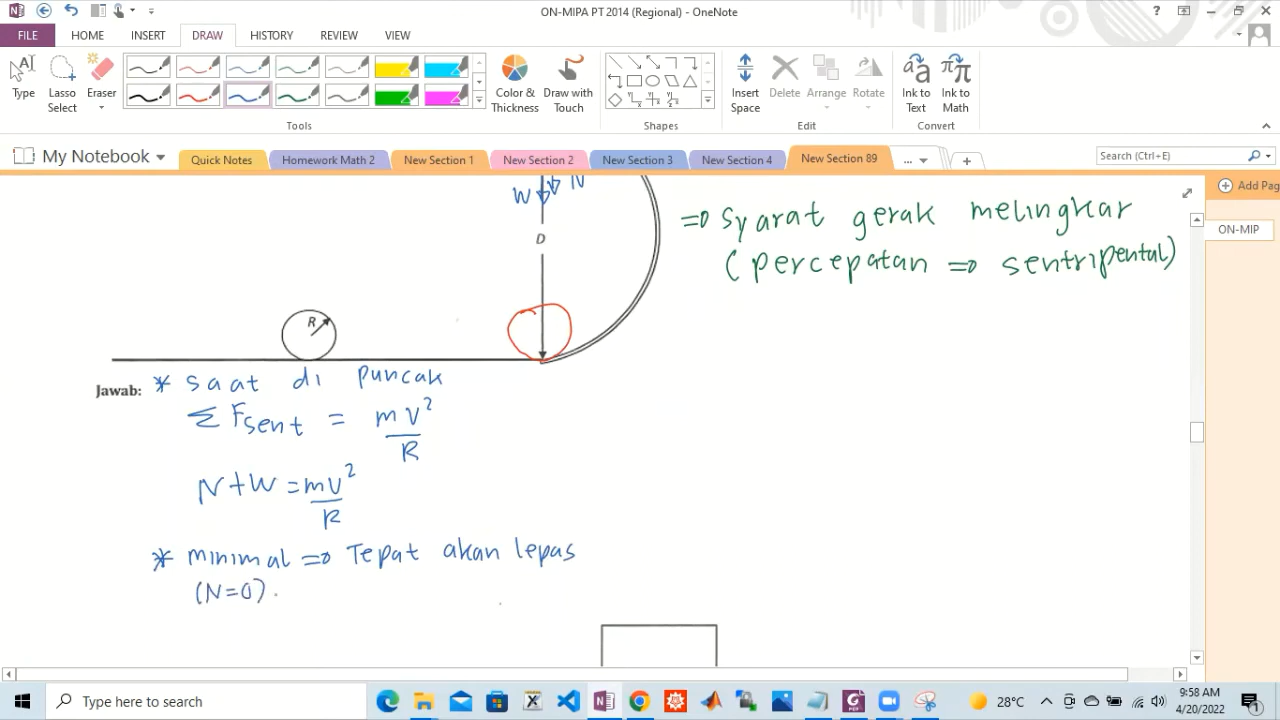 ON-MIPA PT 2014 (Regional) - OneNote
FILE HOME INSERT DRAW HISTORY REVIEW VIEW
Type
Lasso Select
Eraser
Color & Thickness
Draw with Touch
Insert Space
Delete
Arrange
Rotate
Ink to Text
Ink to Math
Tools Shapes Edit Convert
My Notebook
Quick Notes
Homework Math 2
New Section 1
New Section 2
New Section 3
New Section 4
New Section 89
...
Search (Ctrl+E)
Add Pag
ON-MIP
W N
D
R
⇒ Syarat gerak melingkar
(percepatan ⇒ sentripental)
Jawab: * saat di puncak
Σ Fsent = mv²/R
N+W = mv²/R
* minimal ⇒ Tepat akan lepas
(N=0)
Type here to search
28°C
9:58 AM
4/20/2022